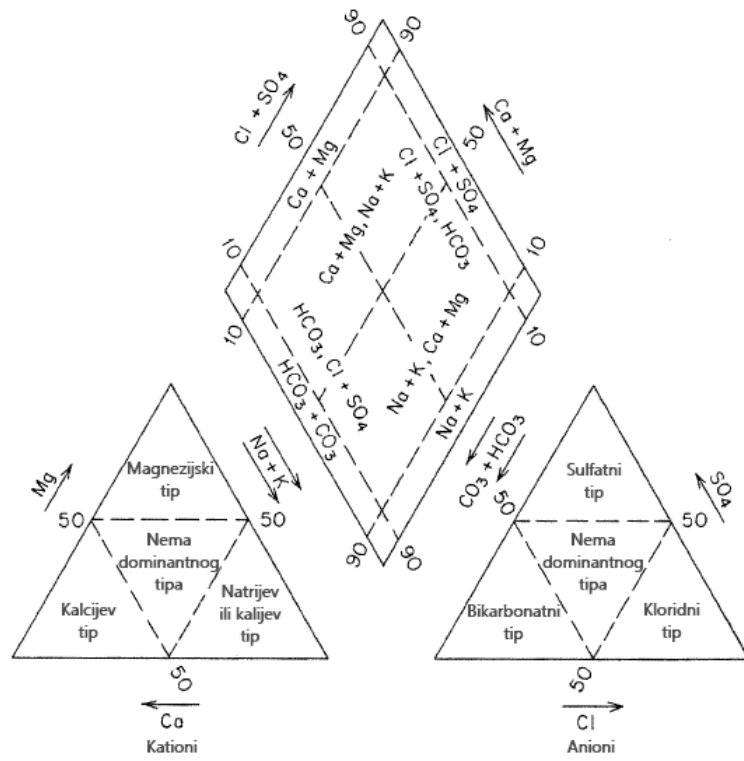 90
90
Cl + SO₄
50
Ca + Mg
Cl + SO₄
50
Ca + Mg
Ca + Mg, Na + K
Cl + SO₄, HCO₃
10
10
10
10
HCO₃, Cl + SO₄
HCO₃ + CO₃
Na + K, Ca + Mg
Na + K
90
90
Mg
50
Na + K
50
Magnezijski
tip
Nema
dominantnog
tipa
Kalcijev
tip
Natrijev
ili kalijev
tip
50
Ca
Kationi
CO₃ + HCO₃
50
SO₄
50
Sulfatni
tip
Nema
dominantnog
tipa
Bikarbonatni
tip
Kloridni
tip
50
Cl
Anioni